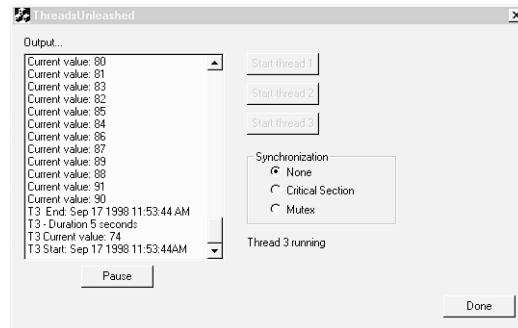 ThreadsUnleashed
Output...
Current value: 80
Current value: 81
Current value: 83
Current value: 82
Current value: 85
Current value: 84
Current value: 86
Current value: 87
Current value: 89
Current value: 88
Current value: 91
Current value: 90
T3 End: Sep 17 1998 11:53:44 AM
T3 - Duration 5 seconds
T3 Current value: 74
T3 Start: Sep 17 1998 11:53:44AM
Pause
Start thread 1
Start thread 2
Start thread 3
Synchronization
None
Critical Section
Mutex
Thread 3 running
Done